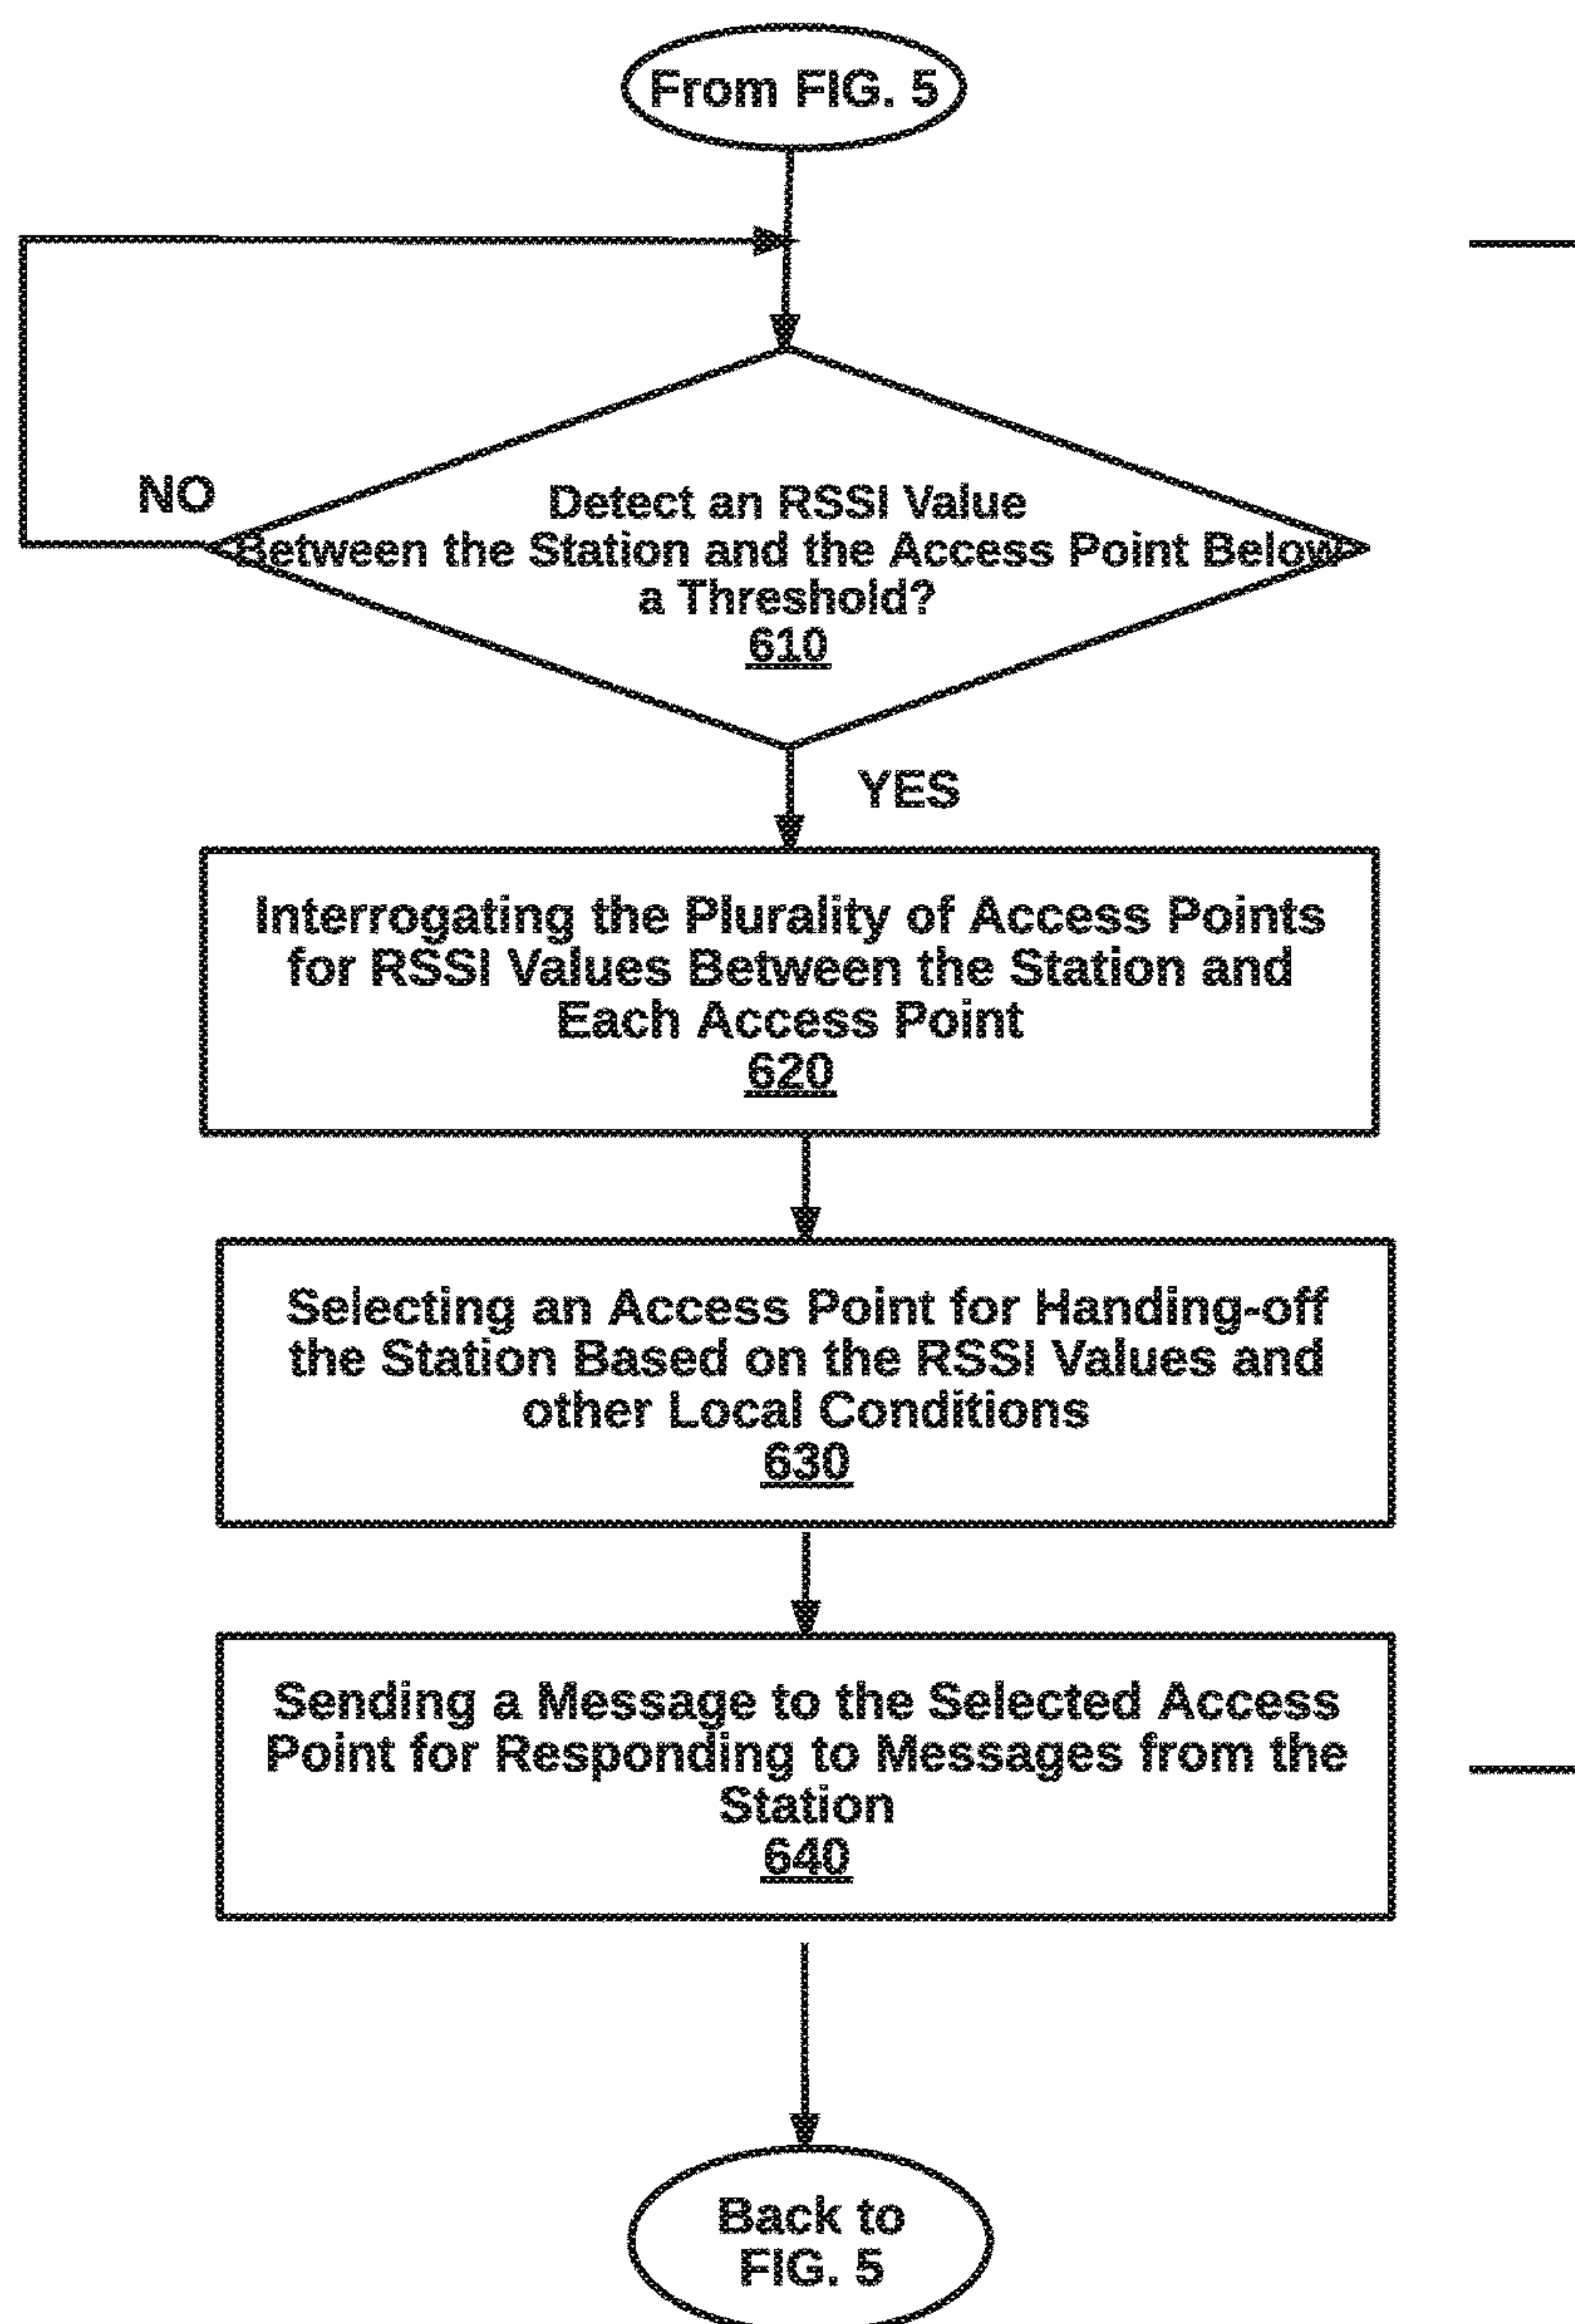 From FIG. 5
NO
Detect an RSSI Value
Between the Station and the Access Point Below
a Threshold?
610
YES
Interrogating the Plurality of Access Points
for RSSI Values Between the Station and
Each Access Point
620
Selecting an Access Point for Handing-off
the Station Based on the RSSI Values and
other Local Conditions
630
Sending a Message to the Selected Access
Point for Responding to Messages from the
Station
640
Back to
FIG. 5